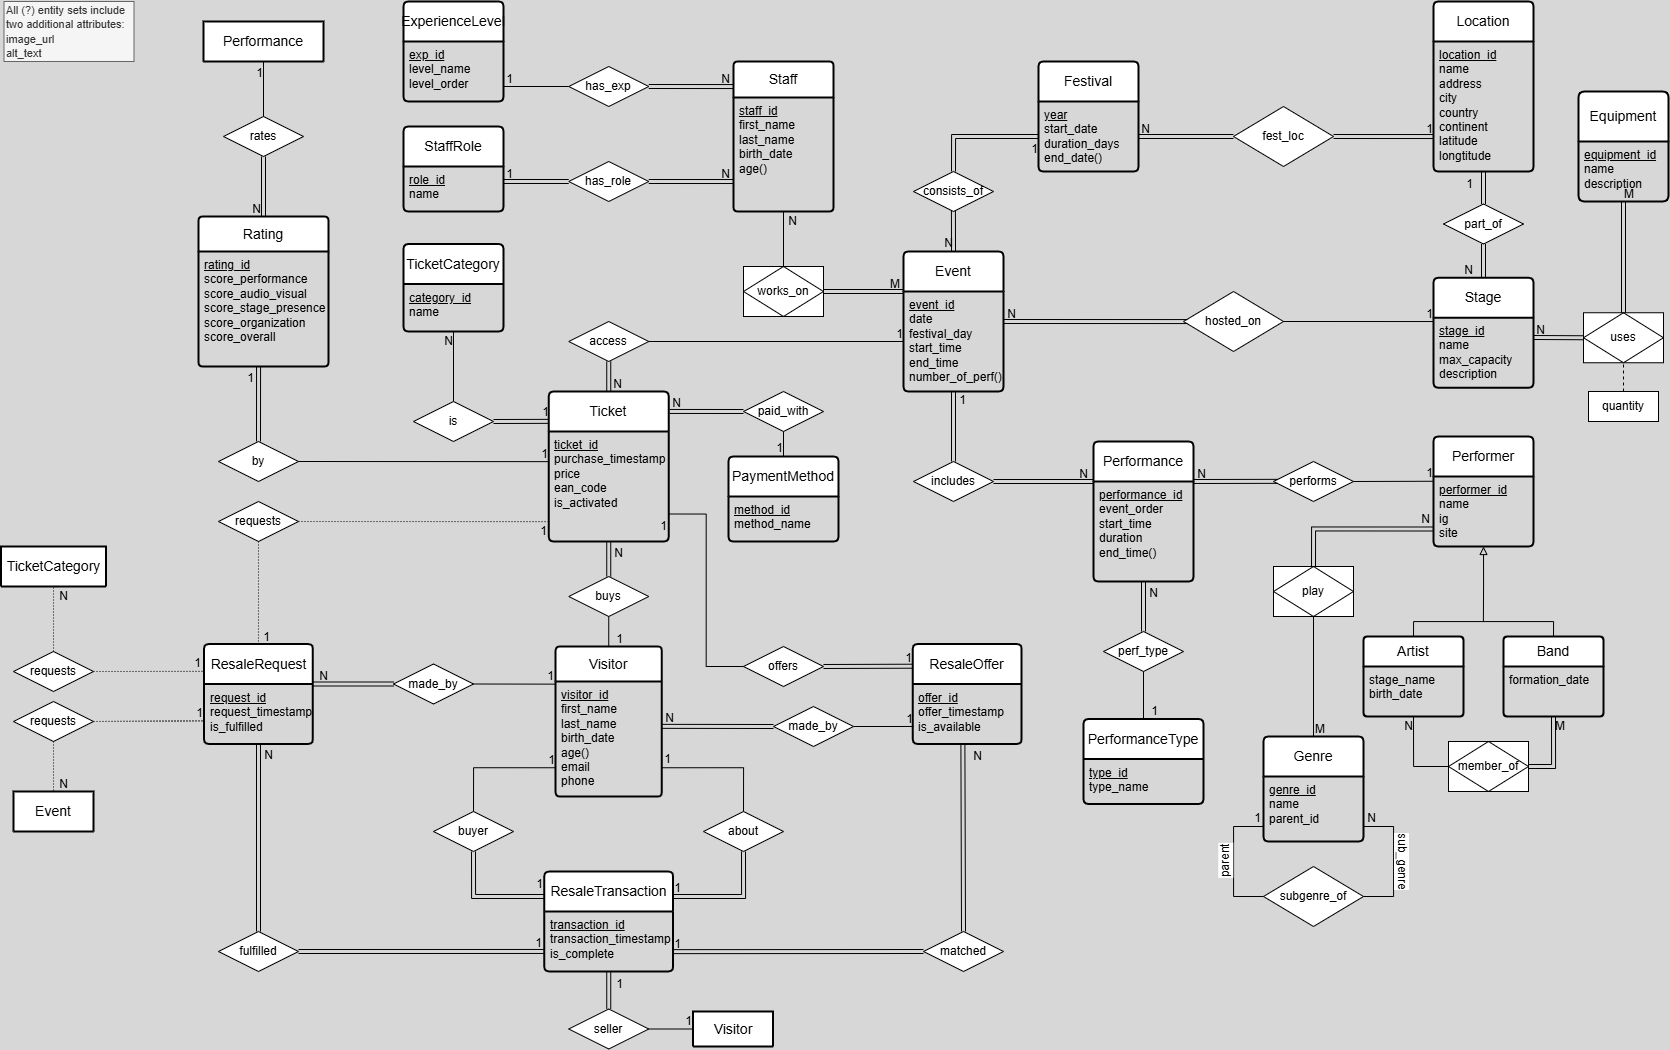 All (?) entity sets include
two additional attributes:
image_url
alt_text
Performance
1
rates
N
Rating
rating_id
score_performance
score_audio_visual
score_stage_presence
score_organization
score_overall
1
by
1
ExperienceLevel
exp_id
level_name
level_order
1
has_exp
N
StaffRole
role_id
name
1
has_role
N
Staff
staff_id
first_name
last_name
birth_date
age()
N
works_on
M
TicketCategory
category_id
name
N
is
1
Festival
year
start_date
duration_days
end_date()
1
consists_of
N
N
fest_loc
1
Location
location_id
name
address
city
country
continent
latitude
longtitude
1
part_of
N
Equipment
equipment_id
name
description
M
uses
N
quantity
Stage
stage_id
name
max_capacity
description
Event
event_id
date
festival_day
start_time
end_time
number_of_perf()
N
hosted_on
1
1
access
N
1
includes
N
Ticket
ticket_id
purchase_timestamp
price
ean_code
is_activated
N
paid_with
1
PaymentMethod
method_id
method_name
1
requests
1
1
N
buys
1
Performance
performance_id
event_order
start_time
duration
end_time()
N
performs
1
N
perf_type
1
PerformanceType
type_id
type_name
Performer
performer_id
name
ig
site
N
play
M
Artist
stage_name
birth_date
Band
formation_date
N
member_of
M
Genre
genre_id
name
parent_id
1
N
parent
sub_genre
subgenre_of
TicketCategory
N
requests
1
requests
1
N
Event
ResaleRequest
request_id
request_timestamp
is_fulfilled
N
made_by
1
Visitor
visitor_id
first_name
last_name
birth_date
age()
email
phone
offers
1
N
made_by
1
ResaleOffer
offer_id
offer_timestamp
is_available
1
buyer
1
1
about
1
N
fulfilled
1
N
matched
1
ResaleTransaction
transaction_id
transaction_timestamp
is_complete
1
seller
1
Visitor